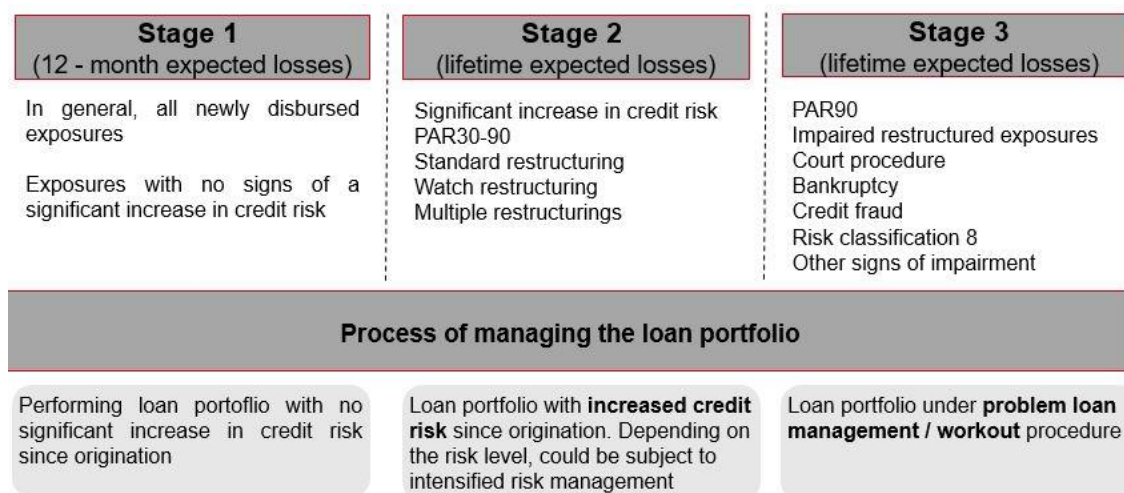 Stage 1
(12 - month expected losses)
In general, all newly disbursed
exposures
Exposures with no signs of a
significant increase in credit risk
Stage 2
(lifetime expected losses)
Significant increase in credit risk
PAR30-90
Standard restructuring
Watch restructuring
Multiple restructurings
Stage 3
(lifetime expected losses)
PAR90
Impaired restructured exposures
Court procedure
Bankruptcy
Credit fraud
Risk classification 8
Other signs of impairment
Process of managing the loan portfolio
Performing loan portoflio with no
significant increase in credit risk
since origination
Loan portfolio with increased credit
risk since origination. Depending on
the risk level, could be subject to
intensified risk management
Loan portfolio under problem loan
management / workout procedure